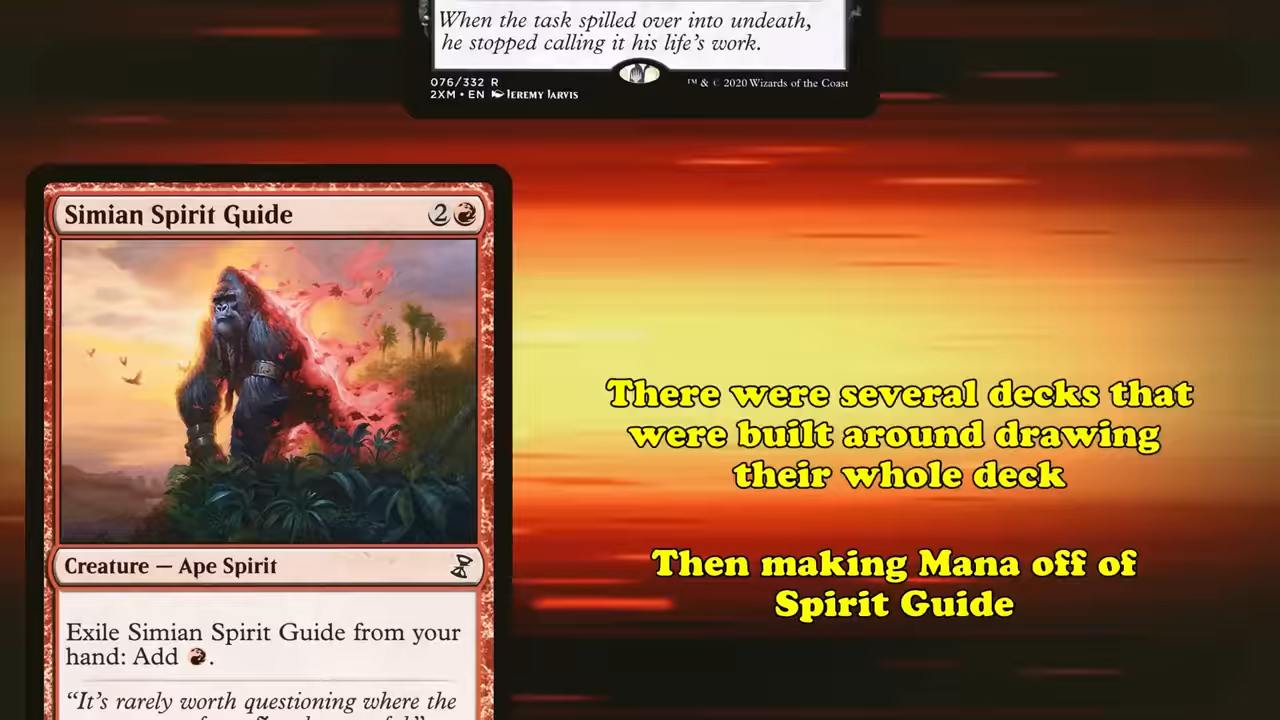 When the task spilled over into undeath,
he stopped calling it his life's work.
076/332 R
2XM • EN JEREMY JARVIS
™ & © 2020 Wizards of the Coast
Simian Spirit Guide 2
There were several decks that
were built around drawing
their whole deck
Then making Mana off of
Spirit Guide
Creature — Ape Spirit
Exile Simian Spirit Guide from your
hand: Add .
"It's rarely worth questioning where the